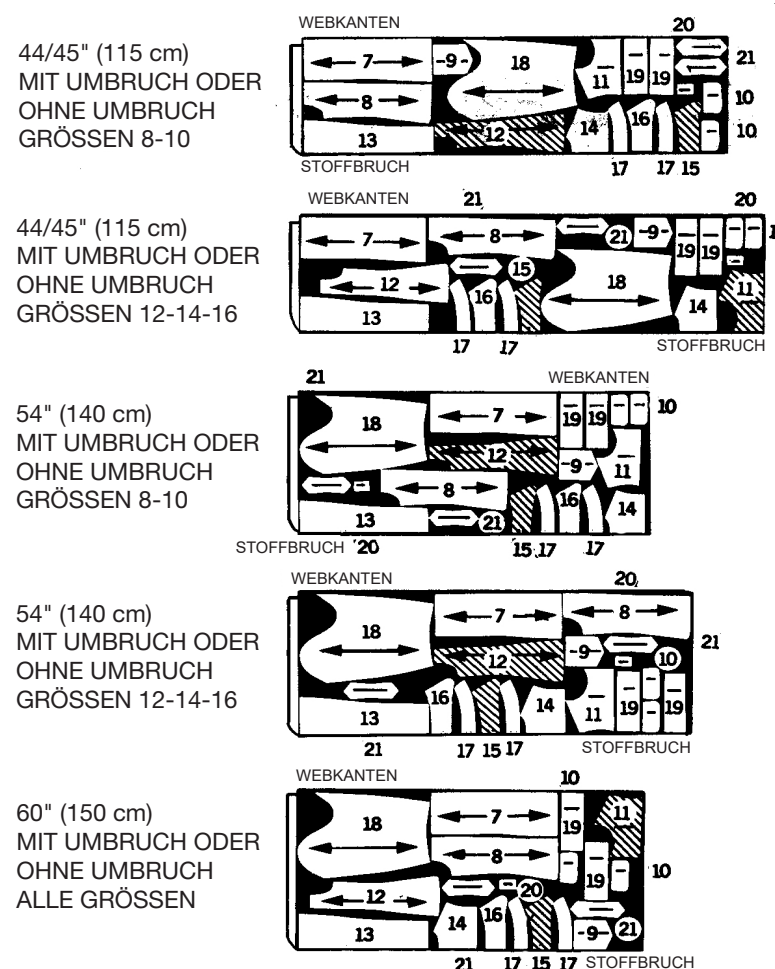 WEBKANTEN
20
44/45" (115 cm)
MIT UMBRUCH ODER
OHNE UMBRUCH
GRÖSSEN 8-10
7 9 18 11 19 19 21
8 10
13 12 14 16 10
STOFFBRUCH 17 17 15
WEBKANTEN 21 20
44/45" (115 cm)
MIT UMBRUCH ODER
OHNE UMBRUCH
GRÖSSEN 12-14-16
7 8 21 9 19 19
12 15 18 11
13 16 14
17 17 STOFFBRUCH
21 WEBKANTEN
54" (140 cm)
MIT UMBRUCH ODER
OHNE UMBRUCH
GRÖSSEN 8-10
18 7 19 19 10
12 9 11
8 16
13 21 14
STOFFBRUCH 20 15 17 17
WEBKANTEN 20
54" (140 cm)
MIT UMBRUCH ODER
OHNE UMBRUCH
GRÖSSEN 12-14-16
18 7 8
12 9 10 21
13 16 14 11 19 19
21 17 15 17 STOFFBRUCH
WEBKANTEN 10
60" (150 cm)
MIT UMBRUCH ODER
OHNE UMBRUCH
ALLE GRÖSSEN
18 7 19 11
8 19 10
12 20
13 14 16 9 21
21 17 15 17 STOFFBRUCH